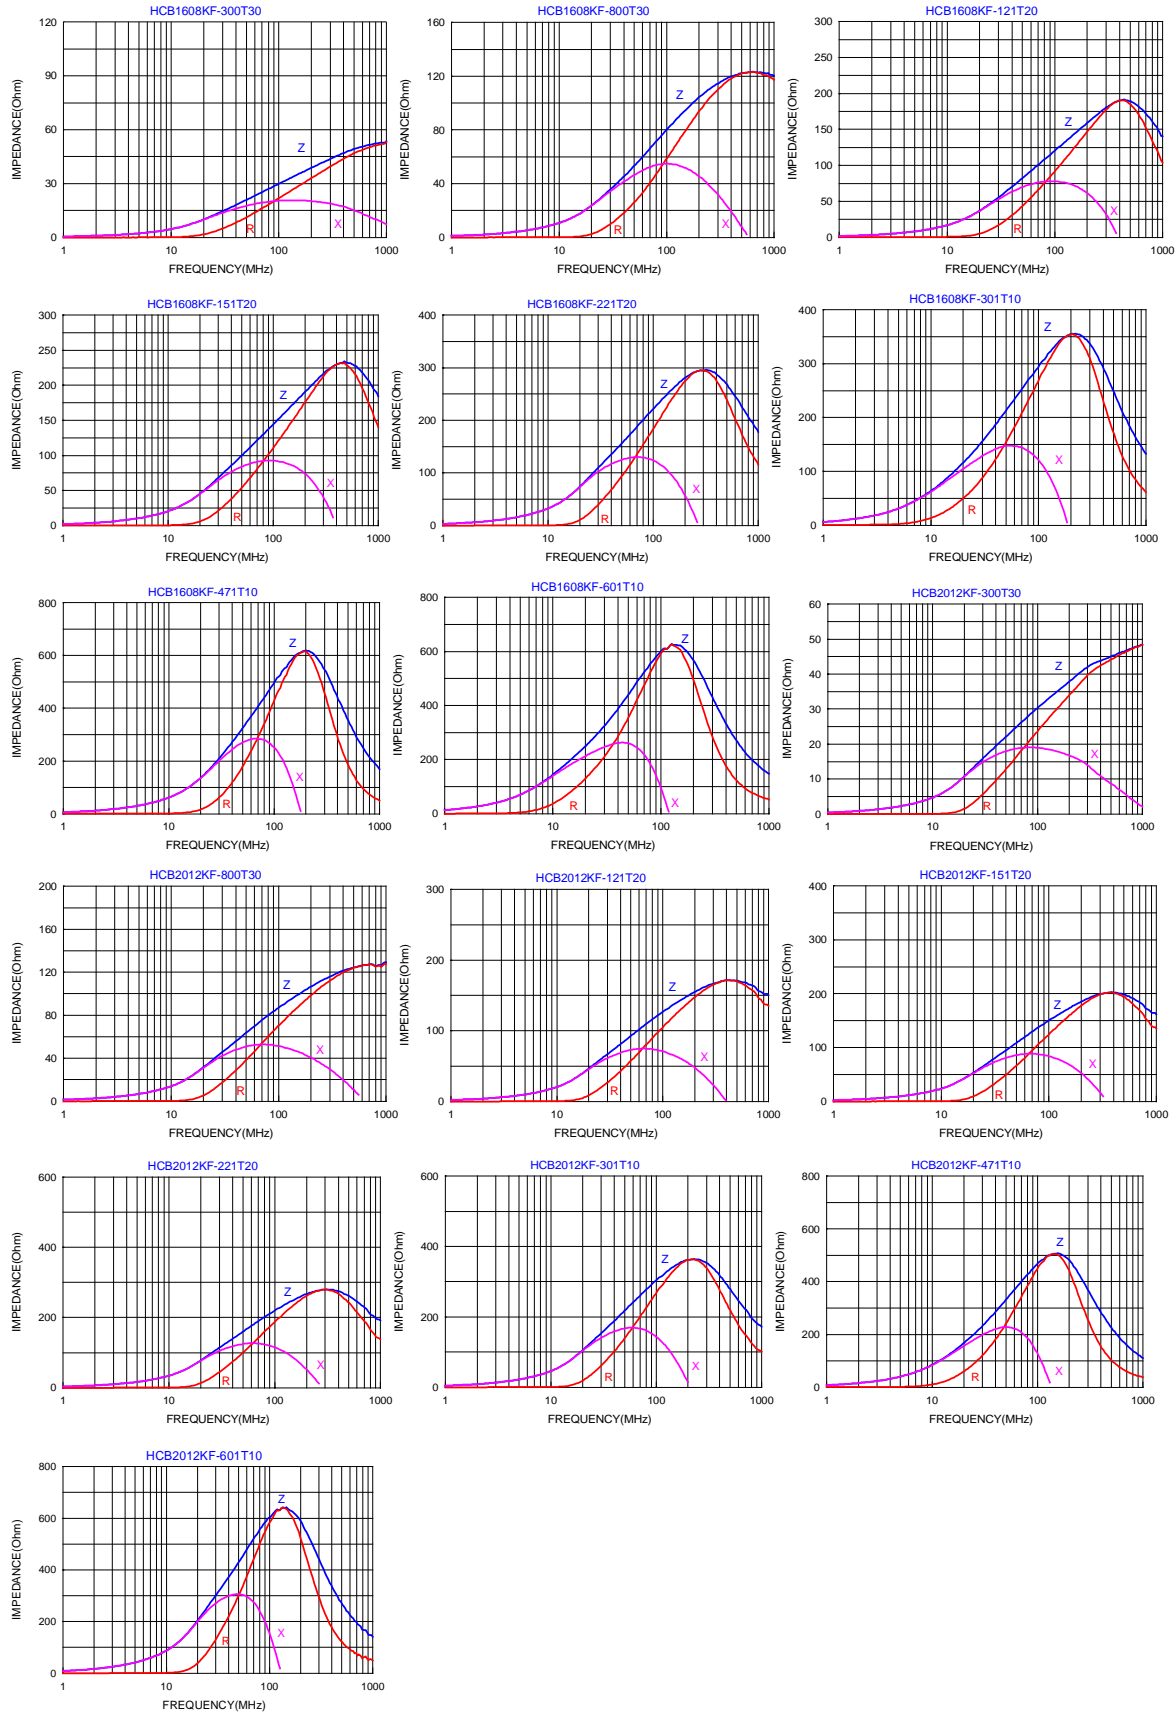 HCB1608KF-300T30
IMPEDANCE(Ohm)
120
90
60
30
0
Z
R
X
1 10 100 1000
FREQUENCY(MHz)
HCB1608KF-800T30
IMPEDANCE(Ohm)
160
120
80
40
0
Z
R
X
1 10 100 1000
FREQUENCY(MHz)
HCB1608KF-121T20
IMPEDANCE(Ohm)
300
250
200
150
100
50
0
Z
R
X
1 10 100 1000
FREQUENCY(MHz)
HCB1608KF-151T20
IMPEDANCE(Ohm)
300
250
200
150
100
50
0
Z
R
X
1 10 100 1000
FREQUENCY(MHz)
HCB1608KF-221T20
IMPEDANCE(Ohm)
400
300
200
100
0
Z
R
X
1 10 100 1000
FREQUENCY(MHz)
HCB1608KF-301T10
IMPEDANCE(Ohm)
400
300
200
100
0
Z
R
X
1 10 100 1000
FREQUENCY(MHz)
HCB1608KF-471T10
IMPEDANCE(Ohm)
800
600
400
200
0
Z
R
X
1 10 100 1000
FREQUENCY(MHz)
HCB1608KF-601T10
IMPEDANCE(Ohm)
800
600
400
200
0
Z
R
X
1 10 100 1000
FREQUENCY(MHz)
HCB2012KF-300T30
IMPEDANCE(Ohm)
60
50
40
30
20
10
0
Z
R
X
1 10 100 1000
FREQUENCY(MHz)
HCB2012KF-800T30
IMPEDANCE(Ohm)
200
160
120
80
40
0
Z
R
X
1 10 100 1000
FREQUENCY(MHz)
HCB2012KF-121T20
IMPEDANCE(Ohm)
300
200
100
0
Z
R
X
1 10 100 1000
FREQUENCY(MHz)
HCB2012KF-151T20
IMPEDANCE(Ohm)
400
300
200
100
0
Z
R
X
1 10 100 1000
FREQUENCY(MHz)
HCB2012KF-221T20
IMPEDANCE(Ohm)
600
400
200
0
Z
R
X
1 10 100 1000
FREQUENCY(MHz)
HCB2012KF-301T10
IMPEDANCE(Ohm)
600
400
200
0
Z
R
X
1 10 100 1000
FREQUENCY(MHz)
HCB2012KF-471T10
IMPEDANCE(Ohm)
800
600
400
200
0
Z
R
X
1 10 100 1000
FREQUENCY(MHz)
HCB2012KF-601T10
IMPEDANCE(Ohm)
800
600
400
200
0
Z
R
X
1 10 100 1000
FREQUENCY(MHz)